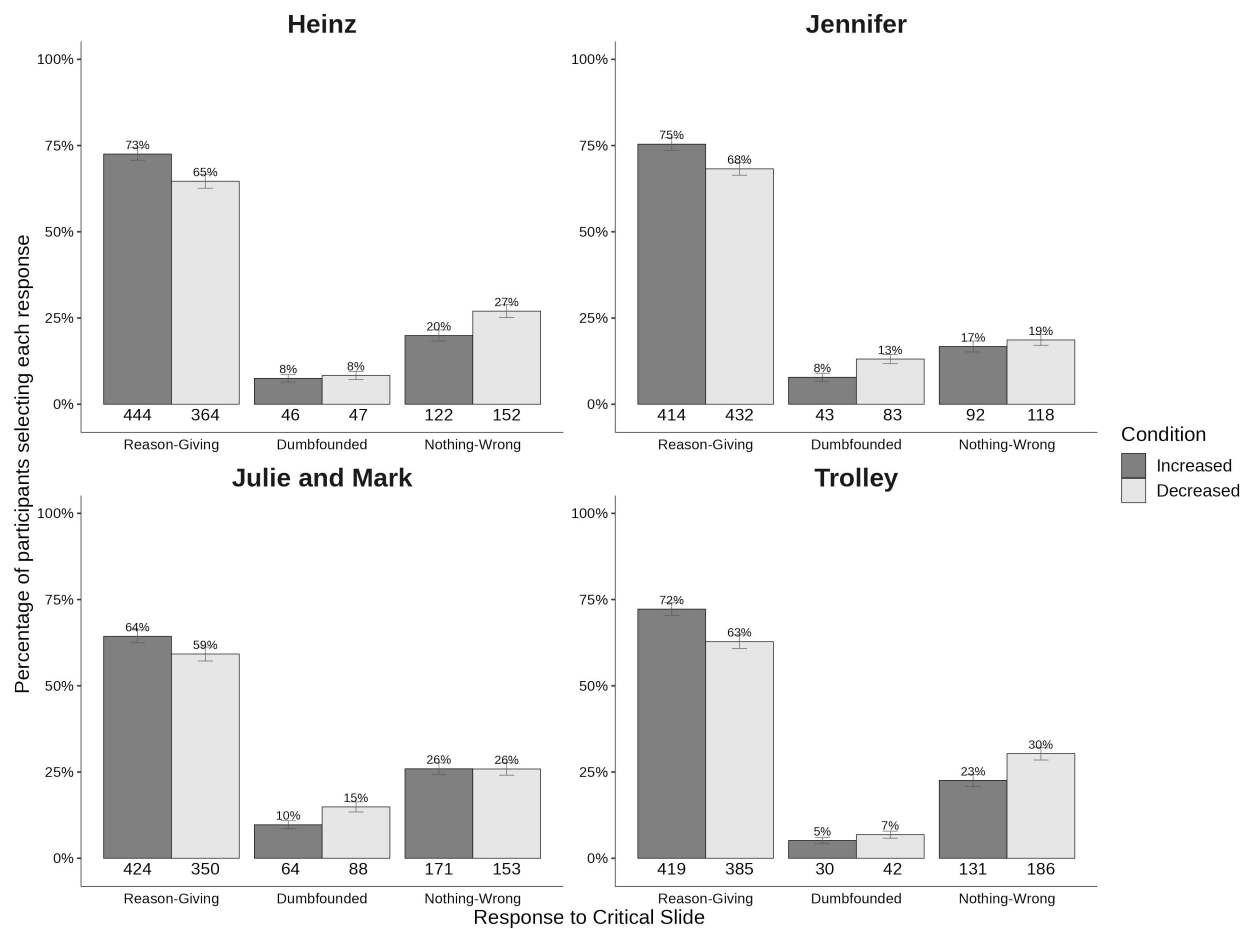 Heinz
100%
75%
50%
25%
0%
73%
65%
8%
8%
20%
27%
444 364 46 47 122 152
Reason-Giving Dumbfounded Nothing-Wrong
Jennifer
100%
75%
50%
25%
0%
75%
68%
8%
13%
17%
19%
414 432 43 83 92 118
Reason-Giving Dumbfounded Nothing-Wrong
Julie and Mark
100%
75%
50%
25%
0%
64%
59%
10%
15%
26%
26%
424 350 64 88 171 153
Reason-Giving Dumbfounded Nothing-Wrong
Trolley
100%
75%
50%
25%
0%
72%
63%
5%
7%
23%
30%
419 385 30 42 131 186
Reason-Giving Dumbfounded Nothing-Wrong
Percentage of participants selecting each response
Response to Critical Slide
Condition
Increased
Decreased